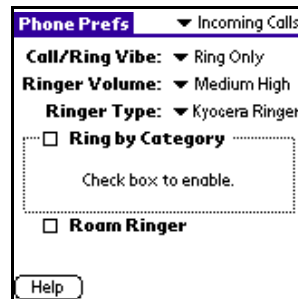 Phone Prefs Incoming Calls
Call/Ring Vibe: Ring Only
Ringer Volume: Medium High
Ringer Type: Kyocera Ringer
Ring by Category
Check box to enable.
Roam Ringer
Help